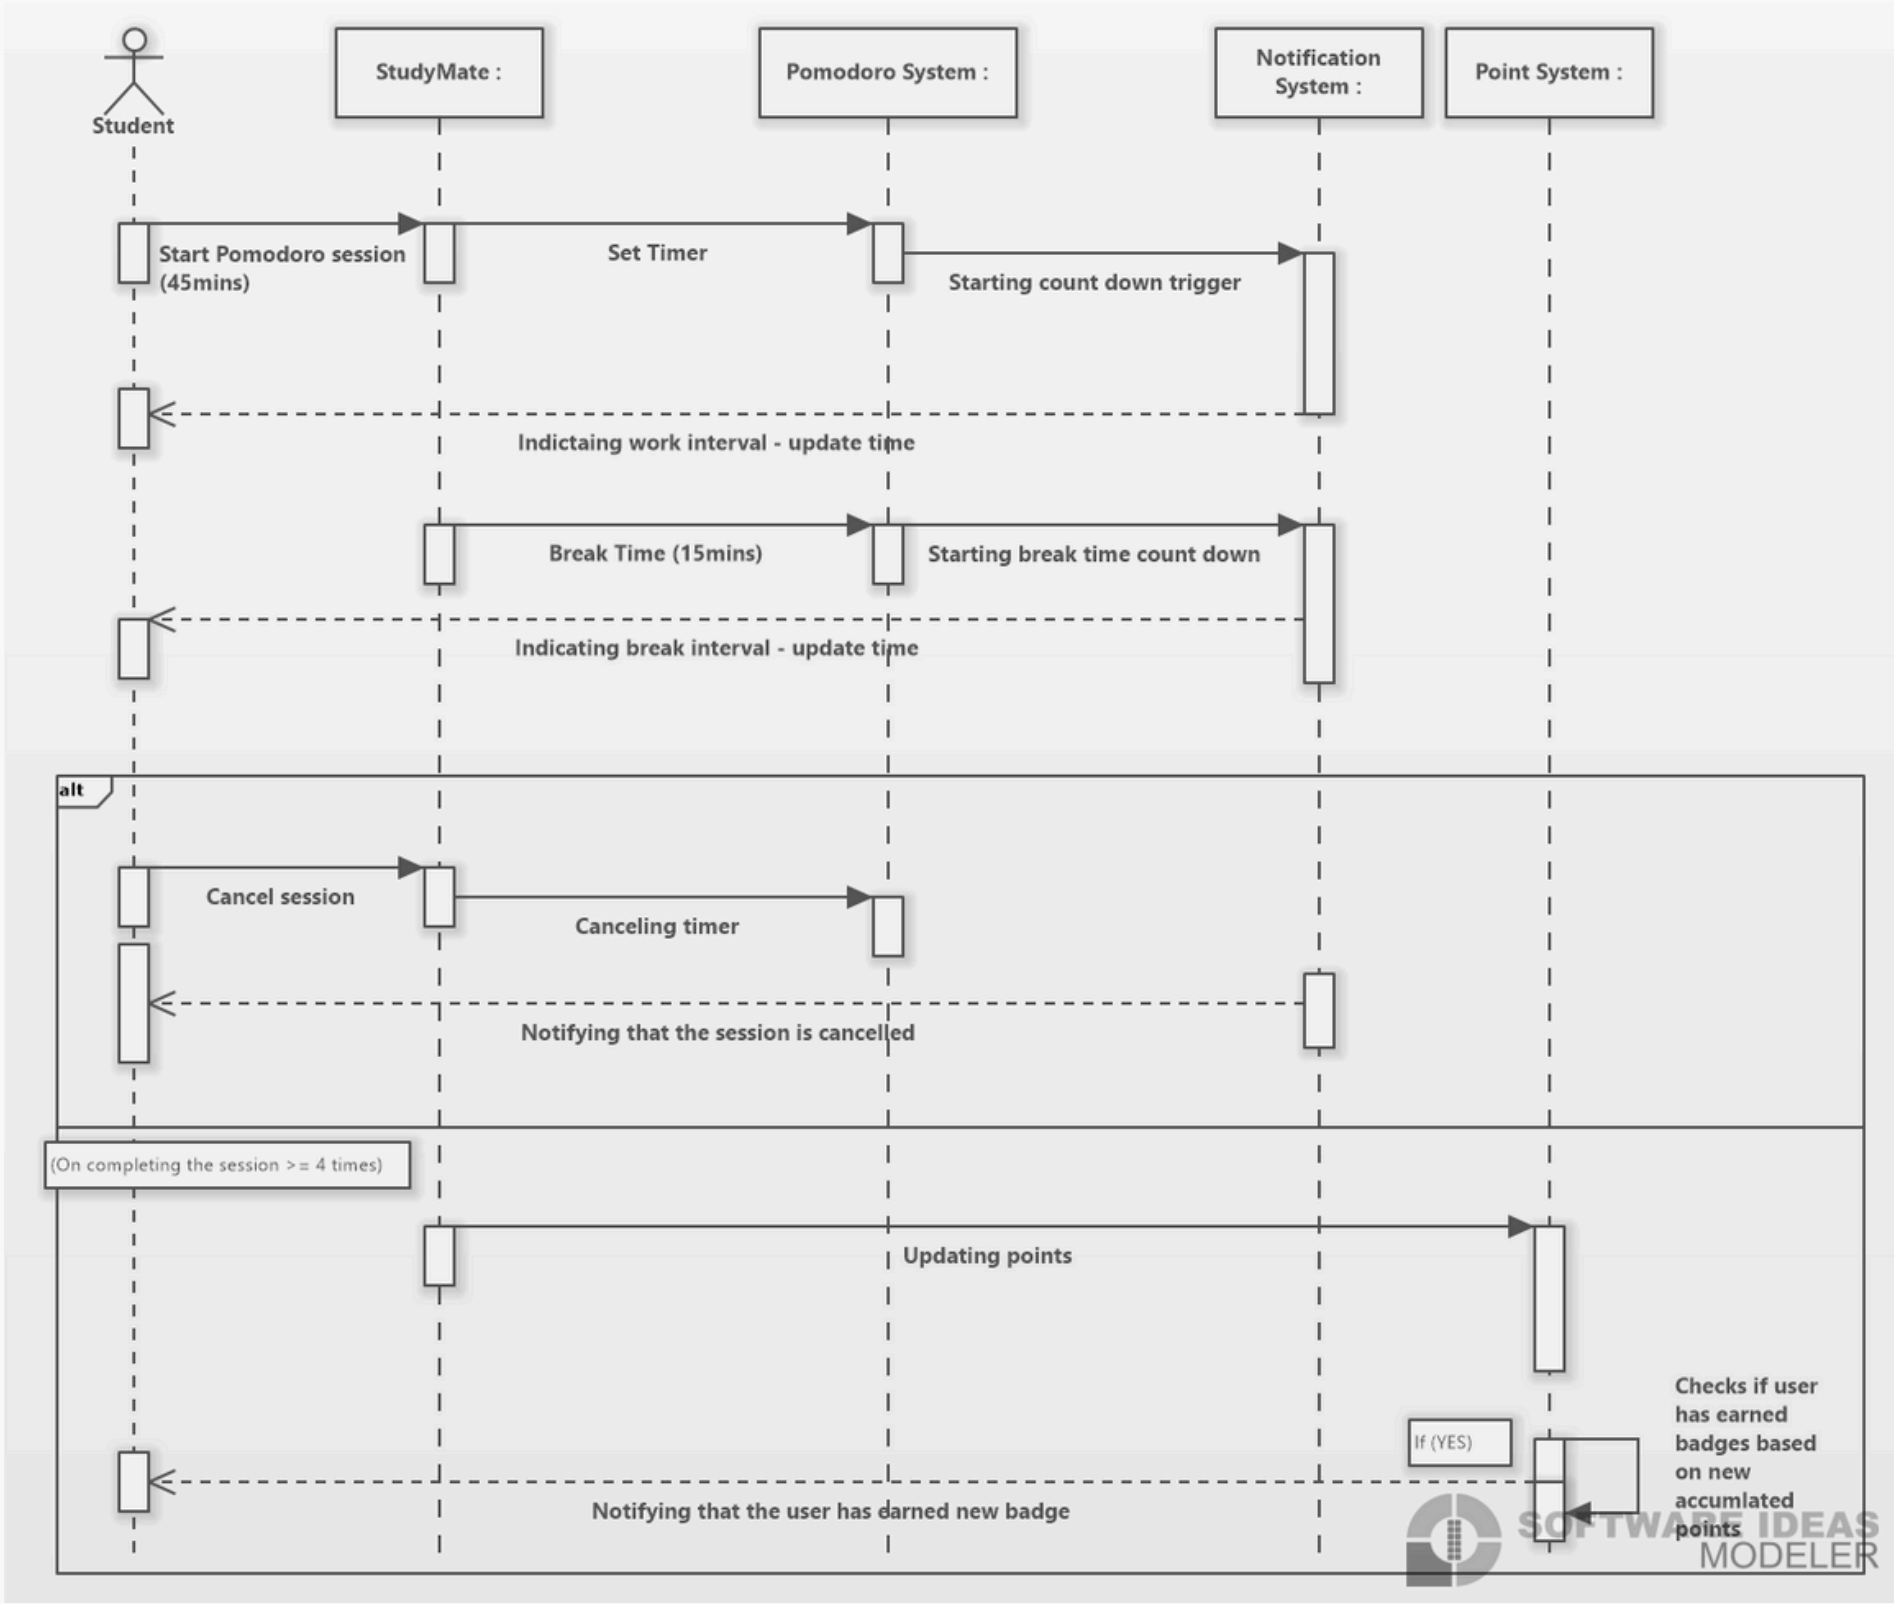 Student
StudyMate :
Pomodoro System :
Notification
System :
Point System :
Start Pomodoro session
(45mins)
Set Timer
Starting count down trigger
Indictaing work interval - update time
Break Time (15mins)
Starting break time count down
Indicating break interval - update time
alt
Cancel session
Canceling timer
Notifying that the session is cancelled
(On completing the session >= 4 times)
Updating points
Checks if user
has earned
badges based
on new
accumlated
points
If (YES)
Notifying that the user has earned new badge
SOFTWARE IDEAS
MODELER